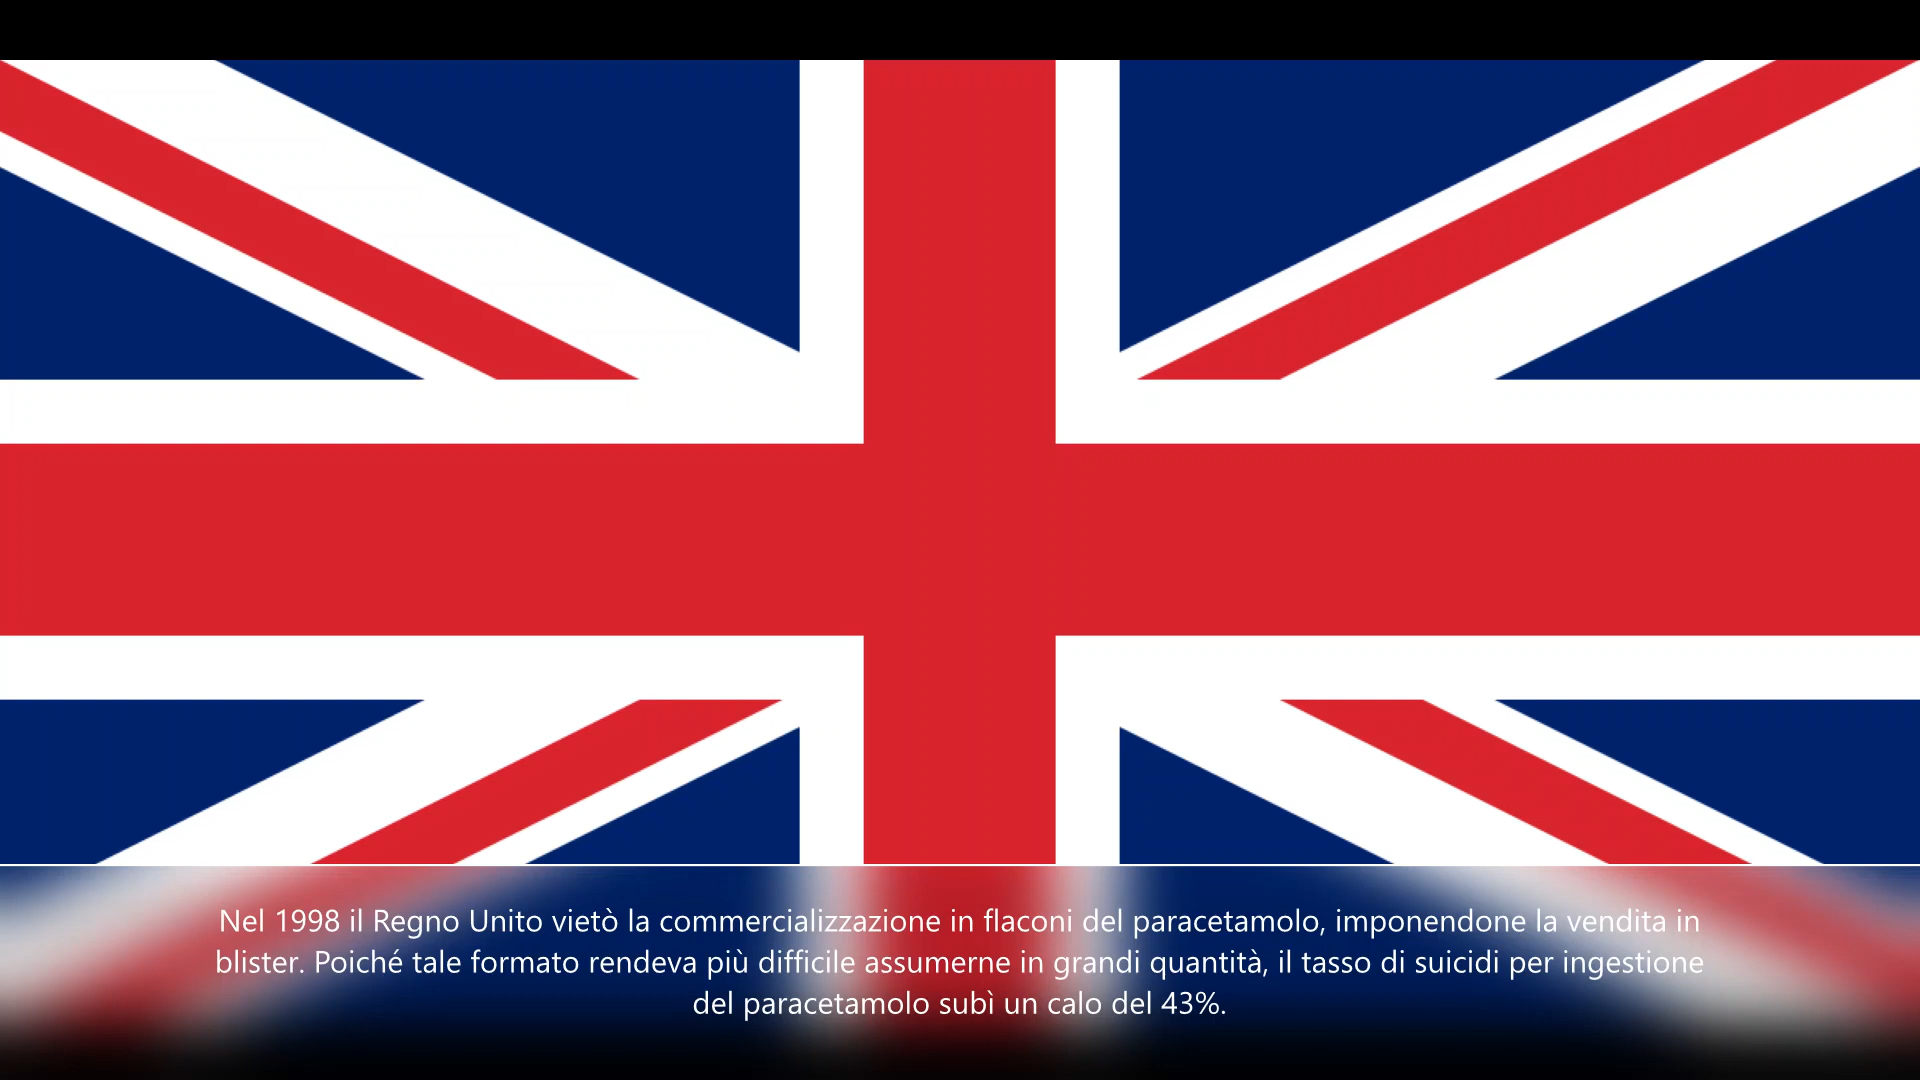 Nel 1998 il Regno Unito vietò la commercializzazione in flaconi del paracetamolo, imponendone la vendita in
blister. Poiché tale formato rendeva più difficile assumerne in grandi quantità, il tasso di suicidi per ingestione
del paracetamolo subì un calo del 43%.